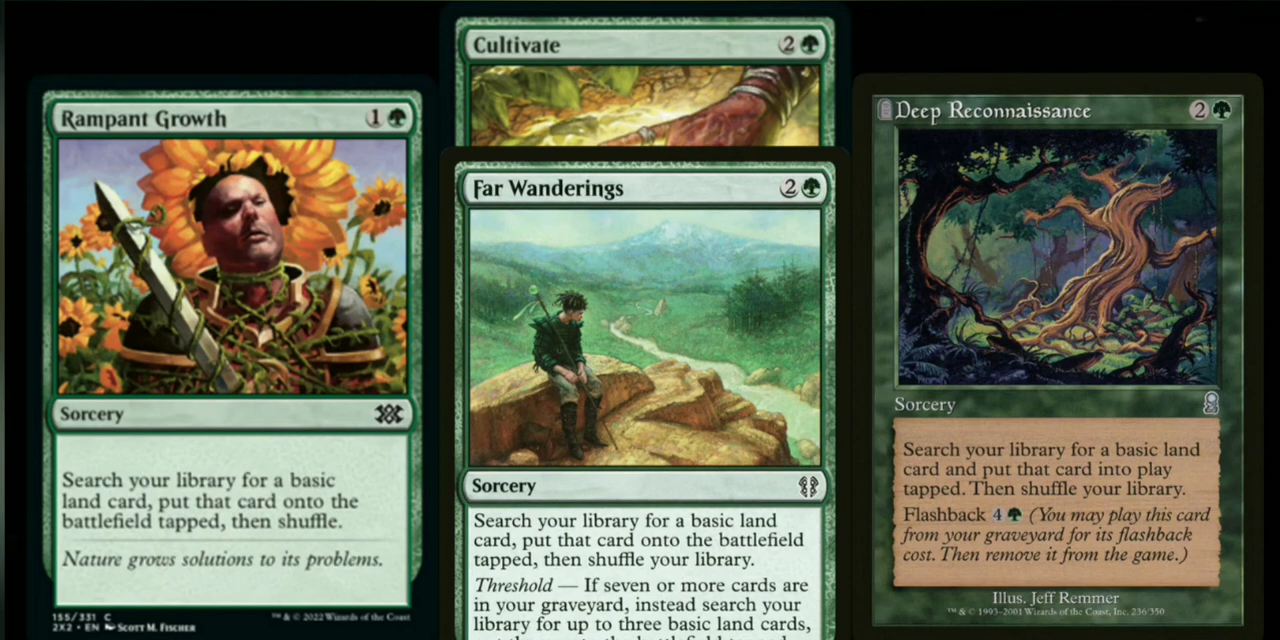 Rampant Growth 1
Sorcery
Search your library for a basic
land card, put that card onto the
battlefield tapped, then shuffle.
Nature grows solutions to its problems.
155/331 C
2X2 • EN Scott M. Fischer
™ & © 2022 Wizards of the Coast
Cultivate 2
Far Wanderings 2
Sorcery
Search your library for a basic land
card, put that card onto the battlefield
tapped, then shuffle your library.
Threshold — If seven or more cards are
in your graveyard, instead search your
library for up to three basic land cards,
Deep Reconnaissance 2
Sorcery
Search your library for a basic land
card and put that card into play
tapped. Then shuffle your library.
Flashback 4 (You may play this card
from your graveyard for its flashback
cost. Then remove it from the game.)
Illus. Jeff Remmer
™ & © 1993–2001 Wizards of the Coast, Inc. 236/350